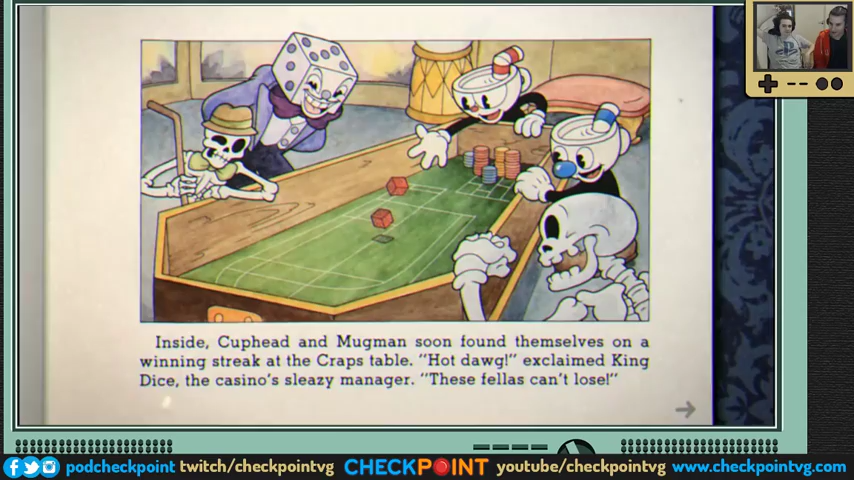 Inside, Cuphead and Mugman soon found themselves on a
winning streak at the Craps table. "Hot dawg!" exclaimed King
Dice, the casino's sleazy manager. "These fellas can't lose!"
podcheckpoint twitch/checkpointvg CHECKPOINT youtube/checkpointvg www.checkpointvg.com